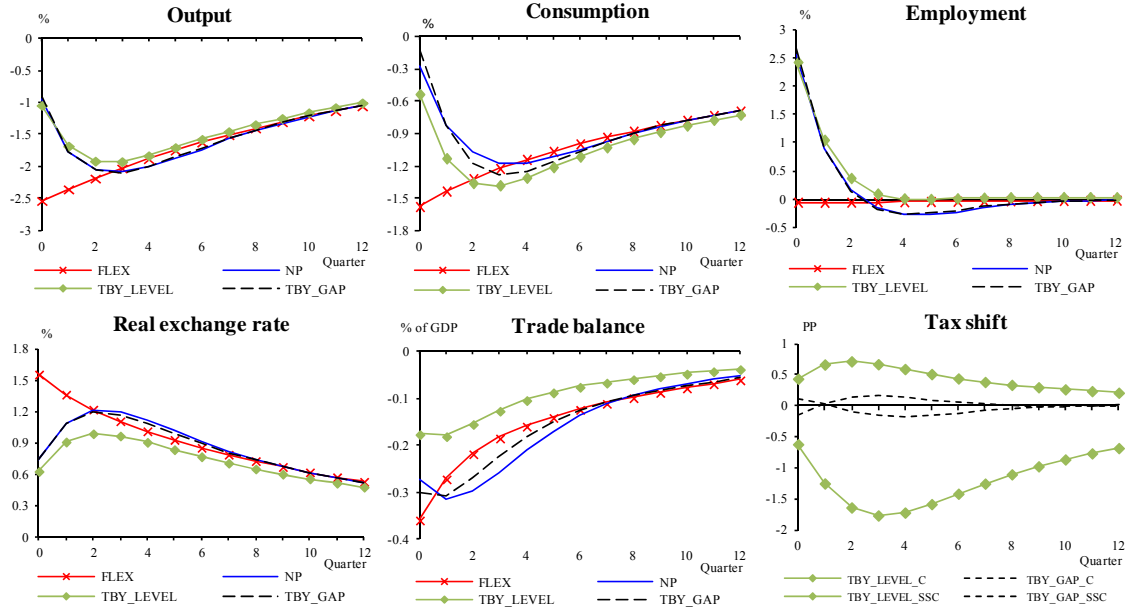 Output
%
0
-0.5
-1
-1.5
-2
-2.5
-3
0 2 4 6 8 10 12
Quarter
FLEX NP
TBY_LEVEL TBY_GAP
Consumption
%
0
-0.3
-0.6
-0.9
-1.2
-1.5
-1.8
0 2 4 6 8 10 12
Quarter
FLEX NP
TBY_LEVEL TBY_GAP
Employment
%
3
2.5
2
1.5
1
0.5
0
-0.5
0 2 4 6 8 10 12
Quarter
FLEX NP
TBY_LEVEL TBY_GAP
Real exchange rate
%
1.8
1.5
1.2
0.9
0.6
0.3
0
0 2 4 6 8 10 12
Quarter
FLEX NP
TBY_LEVEL TBY_GAP
Trade balance
% of GDP
0
-0.1
-0.2
-0.3
-0.4
0 2 4 6 8 10 12
Quarter
FLEX NP
TBY_LEVEL TBY_GAP
Tax shift
PP
1
0.5
0
-0.5
-1
-1.5
-2
0 2 4 6 8 10 12
Quarter
TBY_LEVEL_C TBY_GAP_C
TBY_LEVEL_SSC TBY_GAP_SSC